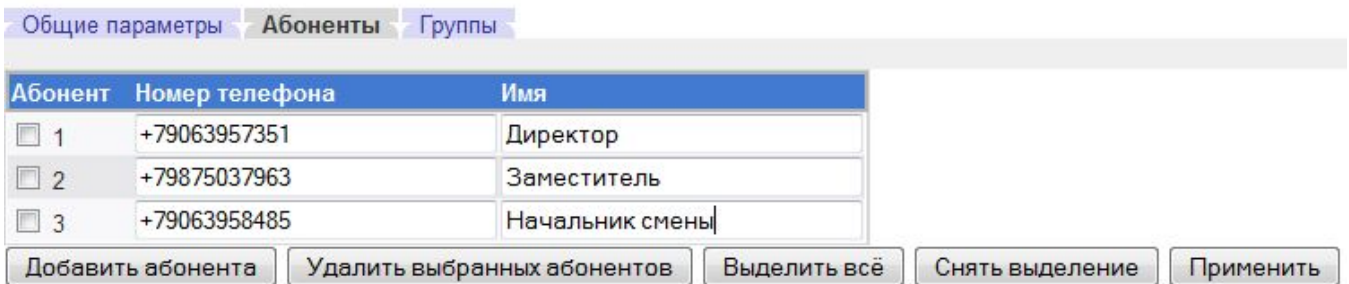 Общие параметры Абоненты Группы
Абонент Номер телефона Имя
1 +79063957351 Директор
2 +79875037963 Заместитель
3 +79063958485 Начальник смены
Добавить абонента Удалить выбранных абонентов Выделить всё Снять выделение Применить